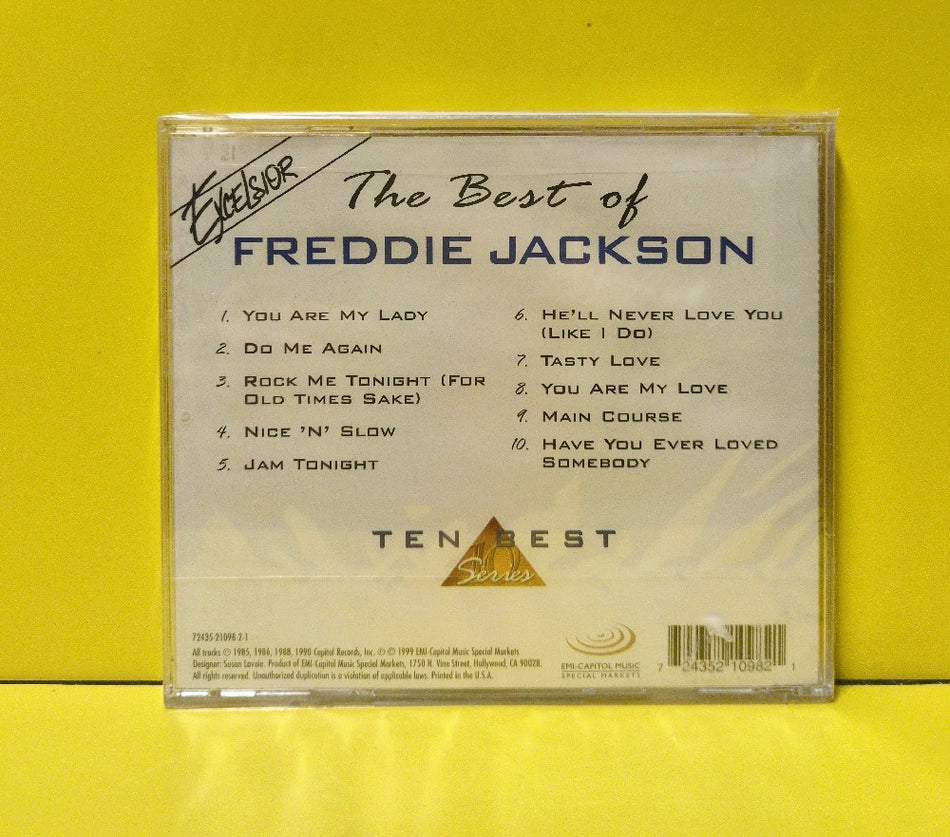 EXCELSIOR
The Best of
FREDDIE JACKSON
1. YOU ARE MY LADY
2. DO ME AGAIN
3. ROCK ME TONIGHT (FOR
OLD TIMES SAKE)
4. NICE 'N' SLOW
5. JAM TONIGHT
6. HE'LL NEVER LOVE YOU
(LIKE I DO)
7. TASTY LOVE
8. YOU ARE MY LOVE
9. MAIN COURSE
10. HAVE YOU EVER LOVED
SOMEBODY
TEN BEST
10
Series
72435-21098-2-1
All tracks ℗ 1985, 1986, 1988, 1990 Capitol Records, Inc. ℗ © 1999 EMI-Capitol Music Special Markets
Designer: Susan Lavoie. Product of EMI-Capitol Music Special Markets, 1750 N. Vine Street, Hollywood, CA 90028.
All rights reserved. Unauthorized duplication is a violation of applicable laws. Printed in the U.S.A.
EMI-CAPITOL MUSIC
SPECIAL MARKETS
7 24352 10982 1